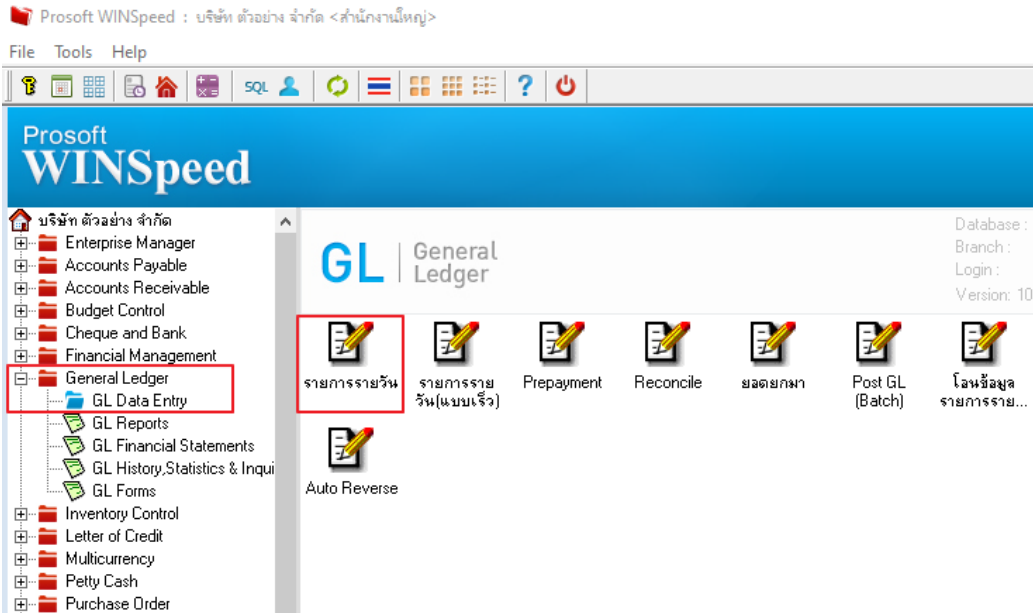 Prosoft WINSpeed : บริษัท ตัวอย่าง จำกัด <สำนักงานใหญ่>
File Tools Help
SQL
?
Prosoft
WINSpeed
บริษัท ตัวอย่าง จำกัด
Enterprise Manager
Accounts Payable
Accounts Receivable
Budget Control
Cheque and Bank
Financial Management
General Ledger
GL Data Entry
GL Reports
GL Financial Statements
GL History,Statistics & Inqui
GL Forms
Inventory Control
Letter of Credit
Multicurrency
Petty Cash
Purchase Order
GL
General
Ledger
Database :
Branch :
Login :
Version: 10
รายการรายวัน
รายการราย
วัน(แบบเร็ว)
Prepayment
Reconcile
ยอดยกมา
Post GL
(Batch)
โอนข้อมูล
รายการราย...
Auto Reverse